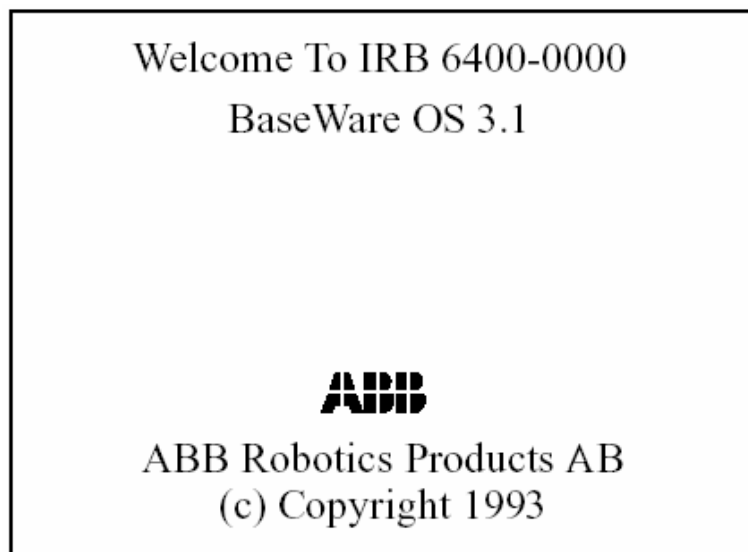 Welcome To IRB 6400-0000
BaseWare OS 3.1
ABB
ABB Robotics Products AB
(c) Copyright 1993